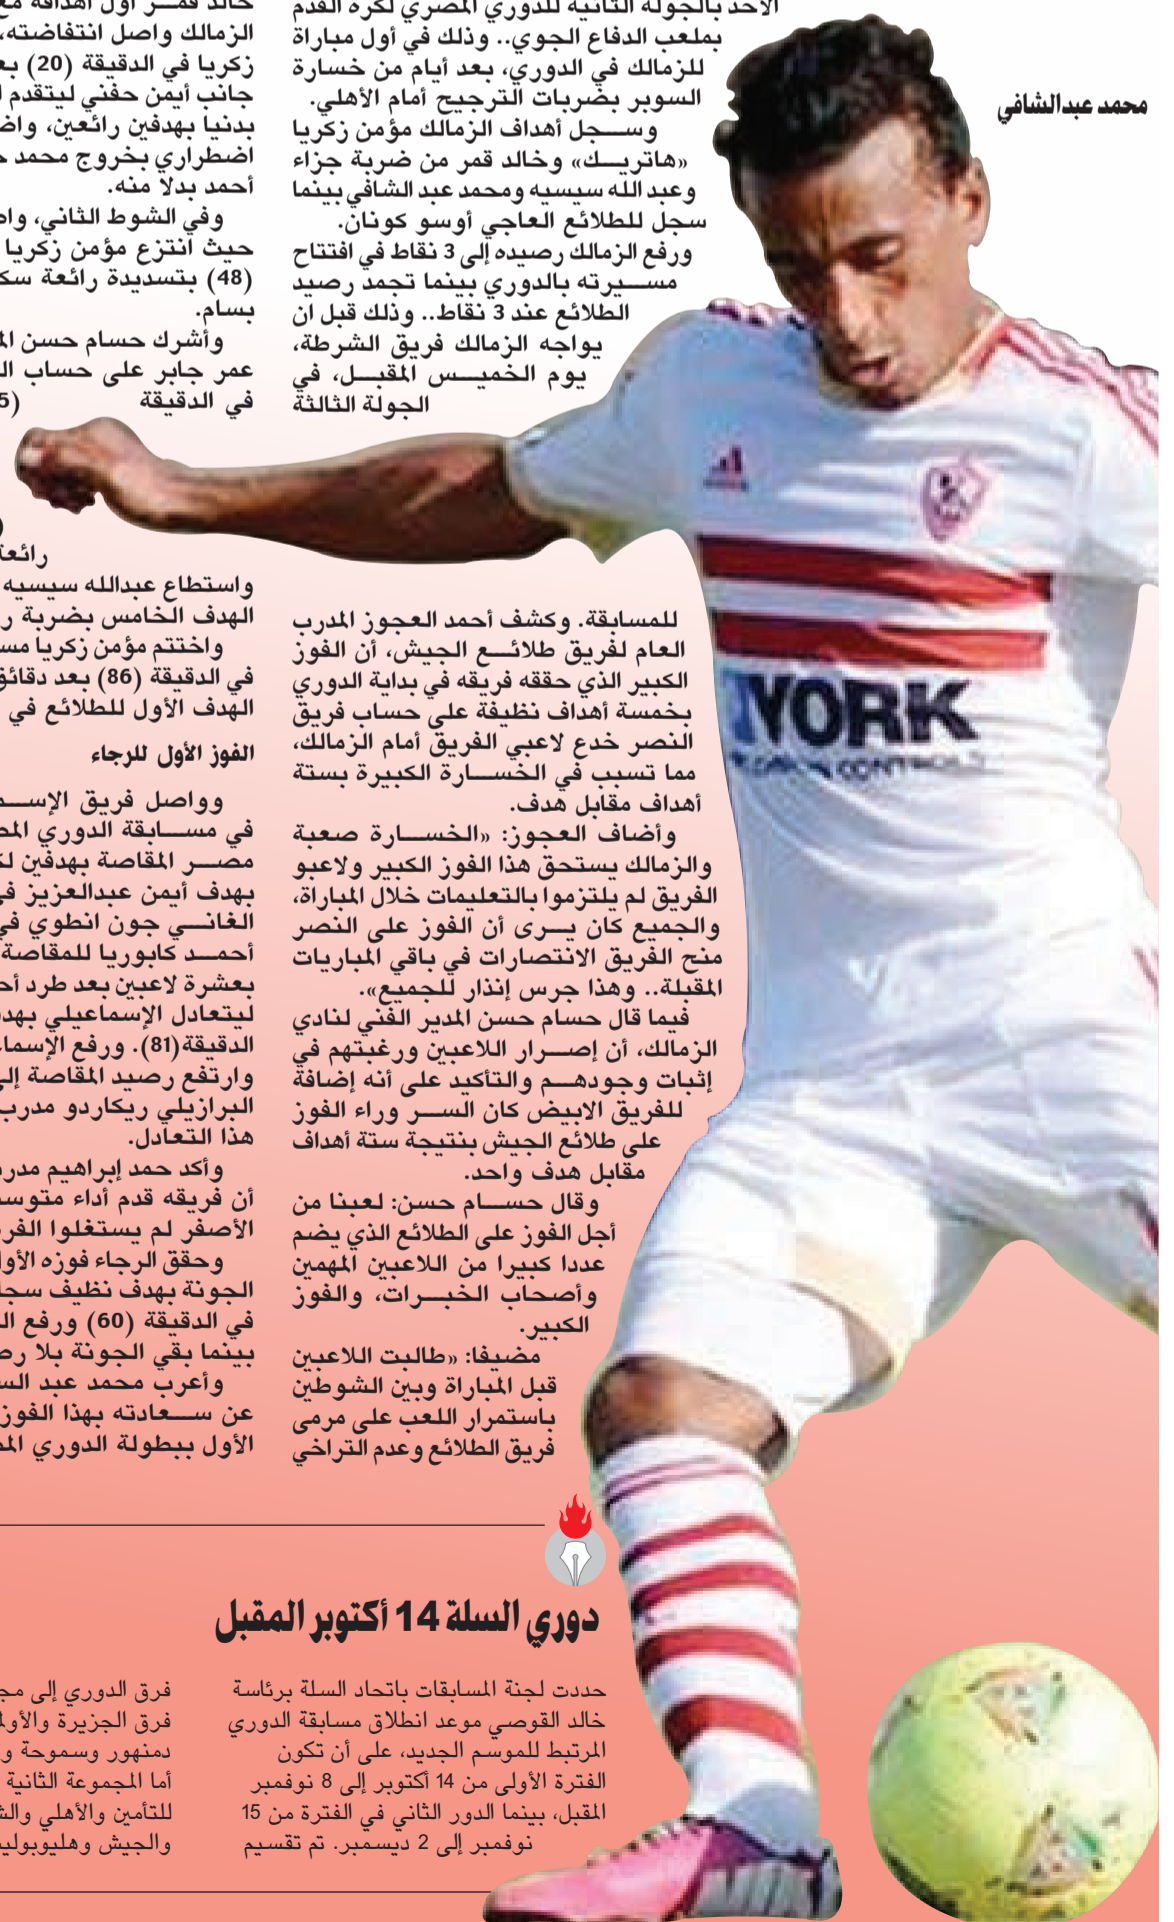 محمد عبدالشافي
الأحد بالجولة الثانية للدوري المصري لكرة القدم
بملعب الدفاع الجوي.. وذلك في أول مباراة
للزمالك في الدوري، بعد أيام من خسارة
السوبر بضربات الترجيح أمام الأهلي.
وسجل أهداف الزمالك مؤمن زكريا
«هاتريك» وخالد قمر من ضربة جزاء
وعبد الله سيسيه ومحمد عبد الشافي بينما
سجل للطلائع العاجي أوسو كونان.
ورفع الزمالك رصيده إلى 3 نقاط في افتتاح
مسيرته بالدوري بينما تجمد رصيد
الطلائع عند 3 نقاط.. وذلك قبل ان
يواجه الزمالك فريق الشرطة،
يوم الخميس المقبل، في
الجولة الثالثة
للمسابقة. وكشف أحمد العجوز المدرب
العام لفريق طلائع الجيش، أن الفوز
الكبير الذي حققه فريقه في بداية الدوري
بخمسة أهداف نظيفة على حساب فريق
النصر خدع لاعبي الفريق أمام الزمالك،
مما تسبب في الخسارة الكبيرة بستة
أهداف مقابل هدف.
وأضاف العجوز: «الخسارة صعبة
والزمالك يستحق هذا الفوز الكبير ولاعبو
الفريق لم يلتزموا بالتعليمات خلال المباراة،
والجميع كان يرى أن الفوز على النصر
منح الفريق الانتصارات في باقي المباريات
المقبلة.. وهذا جرس إنذار للجميع».
فيما قال حسام حسن المدير الفني لنادي
الزمالك، أن إصرار اللاعبين ورغبتهم في
إثبات وجودهم والتأكيد على أنه إضافة
للفريق الابيض كان السر وراء الفوز
على طلائع الجيش بنتيجة ستة أهداف
مقابل هدف واحد.
وقال حسام حسن: لعبنا من
أجل الفوز على الطلائع الذي يضم
عددا كبيرا من اللاعبين المهمين
وأصحاب الخبرات، والفوز
الكبير.
مضيفا: «طالبت اللاعبين
قبل المباراة وبين الشوطين
باستمرار اللعب على مرمى
فريق الطلائع وعدم التراخي
خالد قمر أول أهدافه
الزمالك واصل انتفاضته،
زكريا في الدقيقة (20)
جانب أيمن حفني ليتقدم
بدنيا بهدفين رائعين،
اضطراري بخروج محمد
أحمد بدلا منه.
وفي الشوط الثاني،
حيث انتزع مؤمن زكريا
(48) بتسديدة رائعة
بسام.
وأشرك حسام حسن
عمر جابر على حساب
في الدقيقة
واستطاع عبدالله سيسيه
الهدف الخامس بضربة
واختتم مؤمن زكريا
في الدقيقة (86) بعد
الهدف الأول للطلائع في
الفوز الأول للرجاء
وواصل فريق
في مسابقة الدوري
مصر المقاصة بهدفين
بهدف أيمن عبدالعزيز
الغاني جون انطوي
أحمد كابوريا للمقاصة
بعشرة لاعبين بعد طرد
ليتعادل الإسماعيلي
الدقيقة(81). ورفع
وارتفع رصيد المقاصة
البرازيلي ريكاردو مدرب
هذا التعادل.
وأكد حمد إبراهيم
أن فريقه قدم أداء
الأصفر لم يستغلوا
وحقق الرجاء فوزه
الجونة بهدف نظيف
في الدقيقة (60) ورفع
بينما بقي الجونة بلا
وأعرب محمد عبد
عن سعادته بهذا الفوز
الأول ببطولة الدوري
YORK
دوري السلة 14 أكتوبر المقبل
حددت لجنة المسابقات باتحاد السلة برئاسة
خالد القوصي موعد انطلاق مسابقة الدوري
المرتبط للموسم الجديد، على أن تكون
الفترة الأولى من 14 أكتوبر إلى 8 نوفمبر
المقبل، بينما الدور الثاني في الفترة من 15
نوفمبر إلى 2 ديسمبر. تم تقسيم
فرق الدوري إلى
فرق الجزيرة
دمنهور وسموحة
أما المجموعة الثانية
للتأمين والأهلي
والجيش